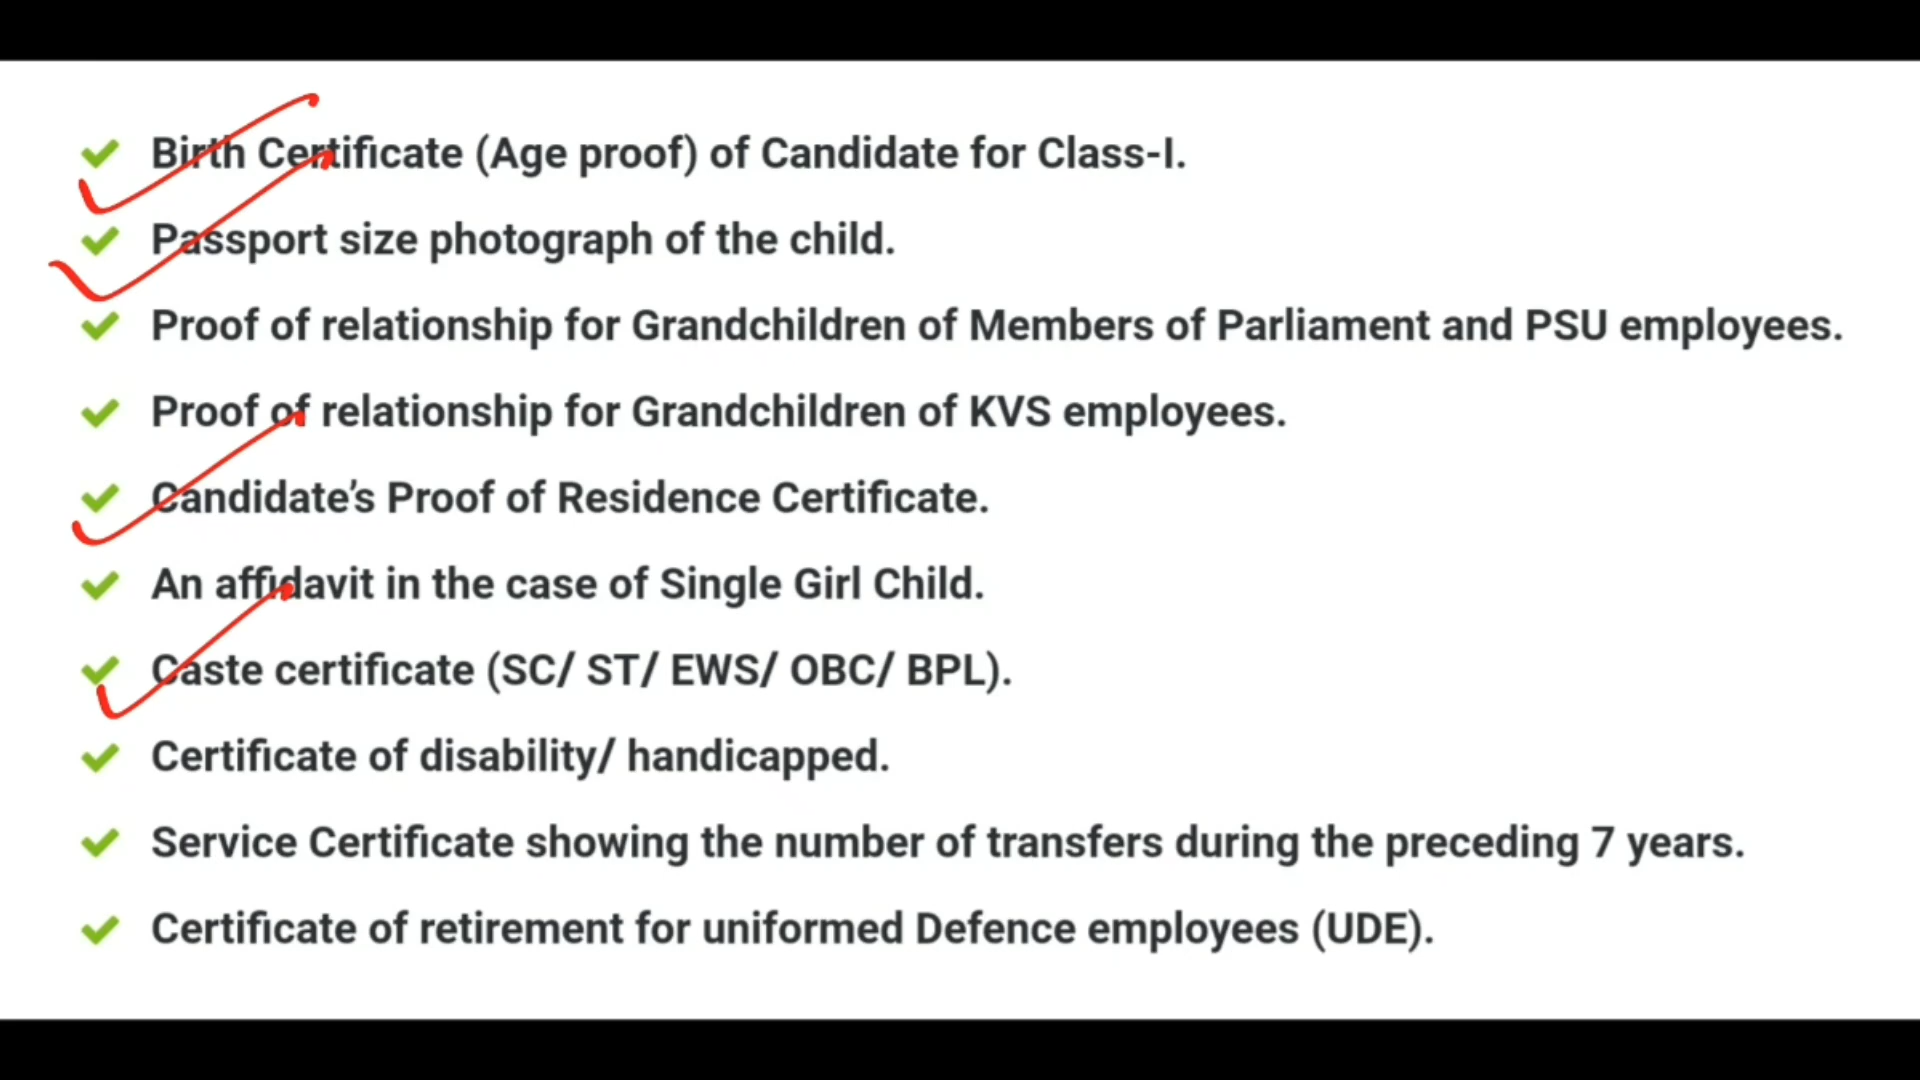 Birth Certificate (Age proof) of Candidate for Class-I.
Passport size photograph of the child.
Proof of relationship for Grandchildren of Members of Parliament and PSU employees.
Proof of relationship for Grandchildren of KVS employees.
Candidate’s Proof of Residence Certificate.
An affidavit in the case of Single Girl Child.
Caste certificate (SC/ ST/ EWS/ OBC/ BPL).
Certificate of disability/ handicapped.
Service Certificate showing the number of transfers during the preceding 7 years.
Certificate of retirement for uniformed Defence employees (UDE).